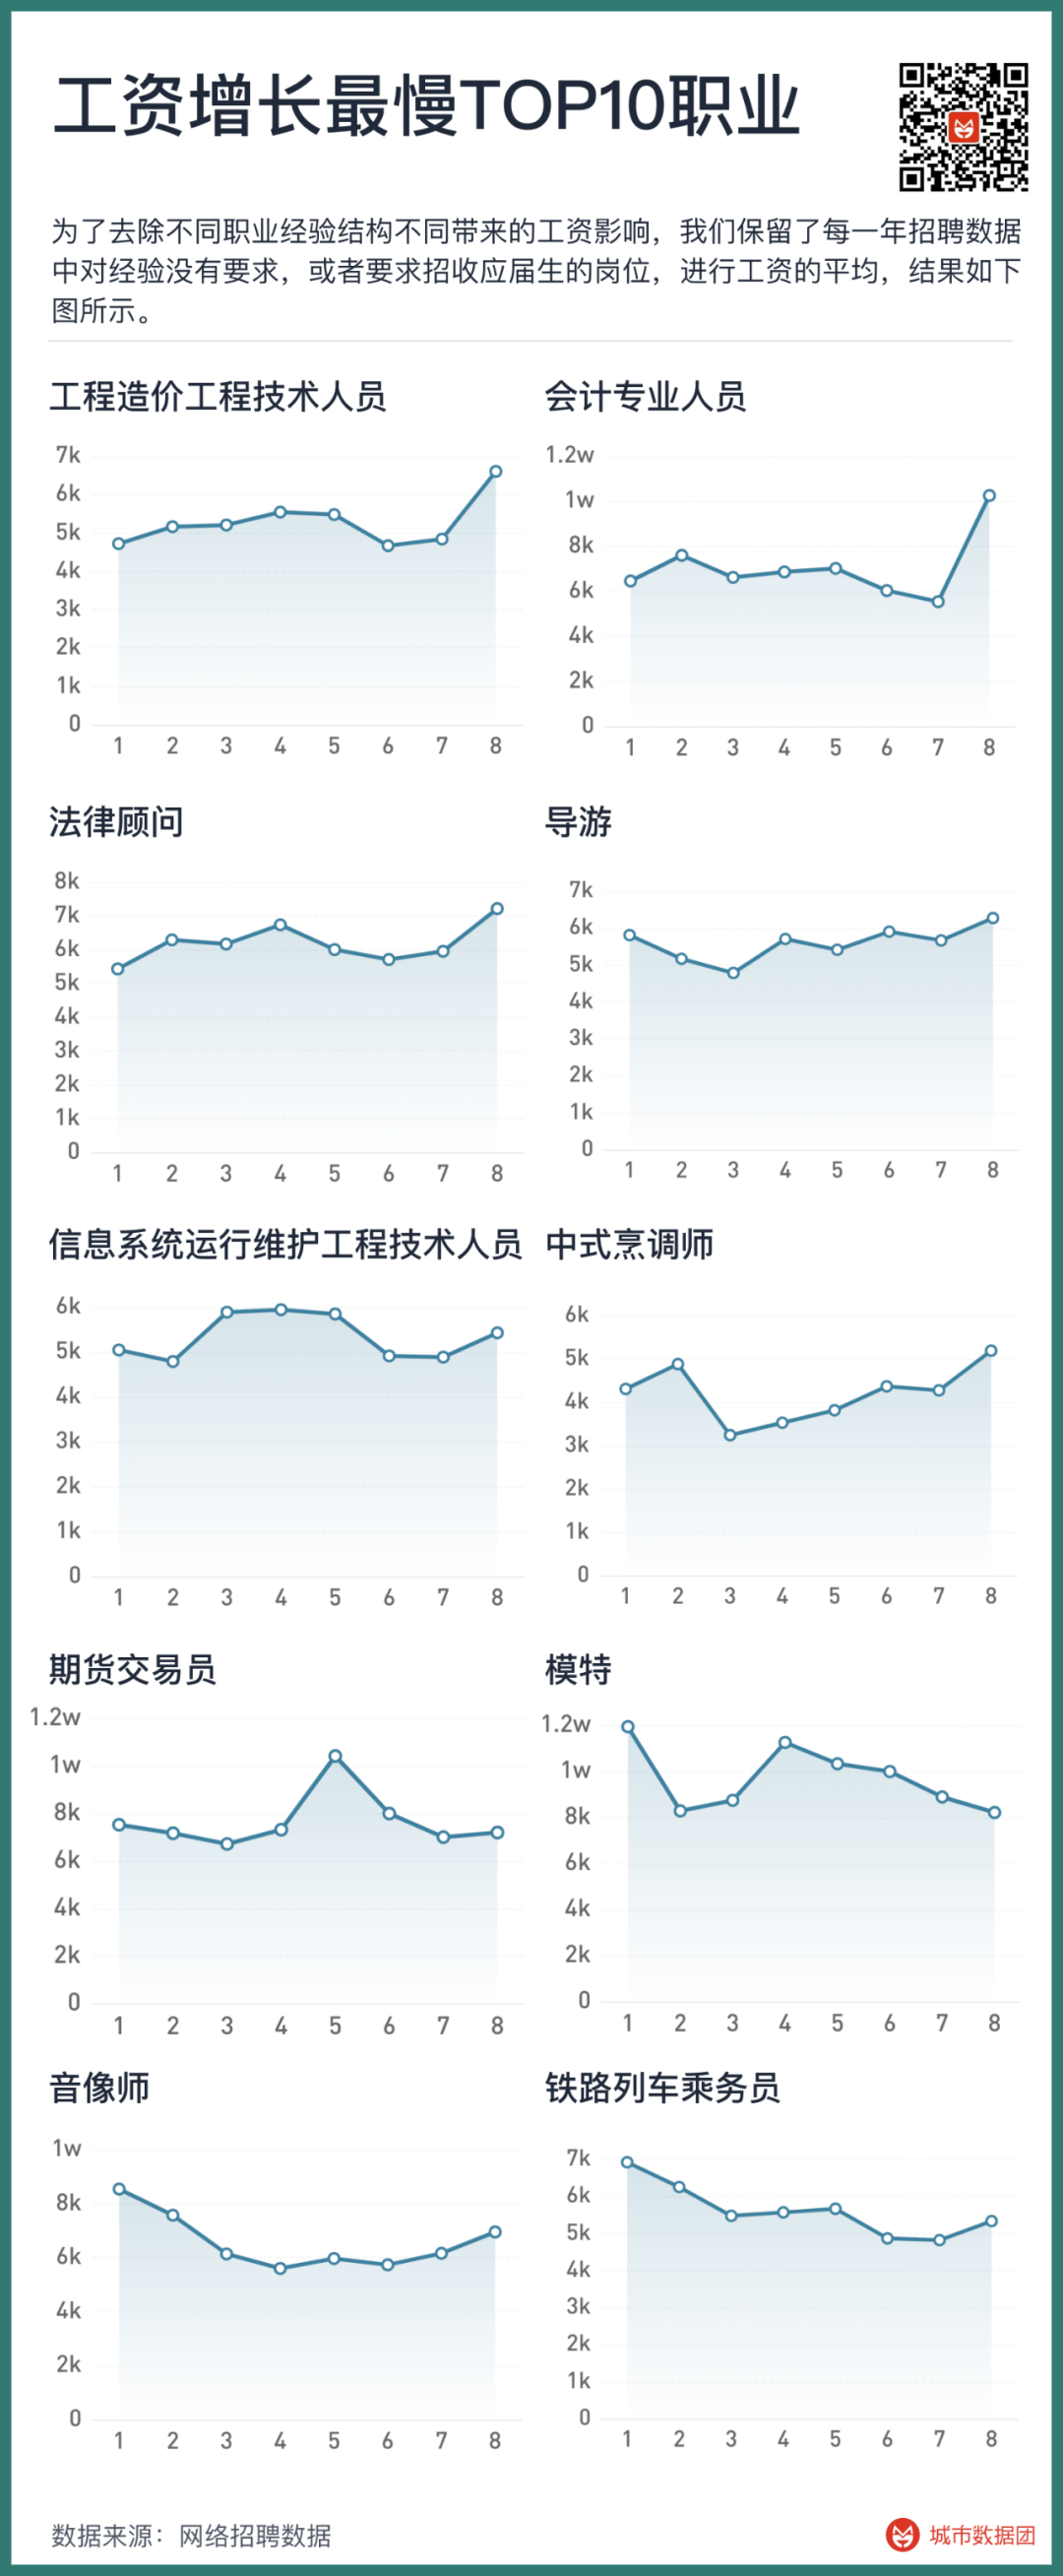 工资增长最慢TOP10职业
为了去除不同职业经验结构不同带来的工资影响，我们保留了每一年招聘数据
中对经验没有要求，或者要求招收应届生的岗位，进行工资的平均，结果如下
图所示。
工程造价工程技术人员
7k
6k
5k
4k
3k
2k
1k
0
1 2 3 4 5 6 7 8
会计专业人员
1.2w
1w
8k
6k
4k
2k
0
1 2 3 4 5 6 7 8
法律顾问
8k
7k
6k
5k
4k
3k
2k
1k
0
1 2 3 4 5 6 7 8
导游
7k
6k
5k
4k
3k
2k
1k
0
1 2 3 4 5 6 7 8
信息系统运行维护工程技术人员
6k
5k
4k
3k
2k
1k
0
1 2 3 4 5 6 7 8
中式烹调师
6k
5k
4k
3k
2k
1k
0
1 2 3 4 5 6 7 8
期货交易员
1.2w
1w
8k
6k
4k
2k
0
1 2 3 4 5 6 7 8
模特
1.2w
1w
8k
6k
4k
2k
0
1 2 3 4 5 6 7 8
音像师
1w
8k
6k
4k
2k
0
1 2 3 4 5 6 7 8
铁路列车乘务员
7k
6k
5k
4k
3k
2k
1k
0
1 2 3 4 5 6 7 8
数据来源：网络招聘数据
城市数据团